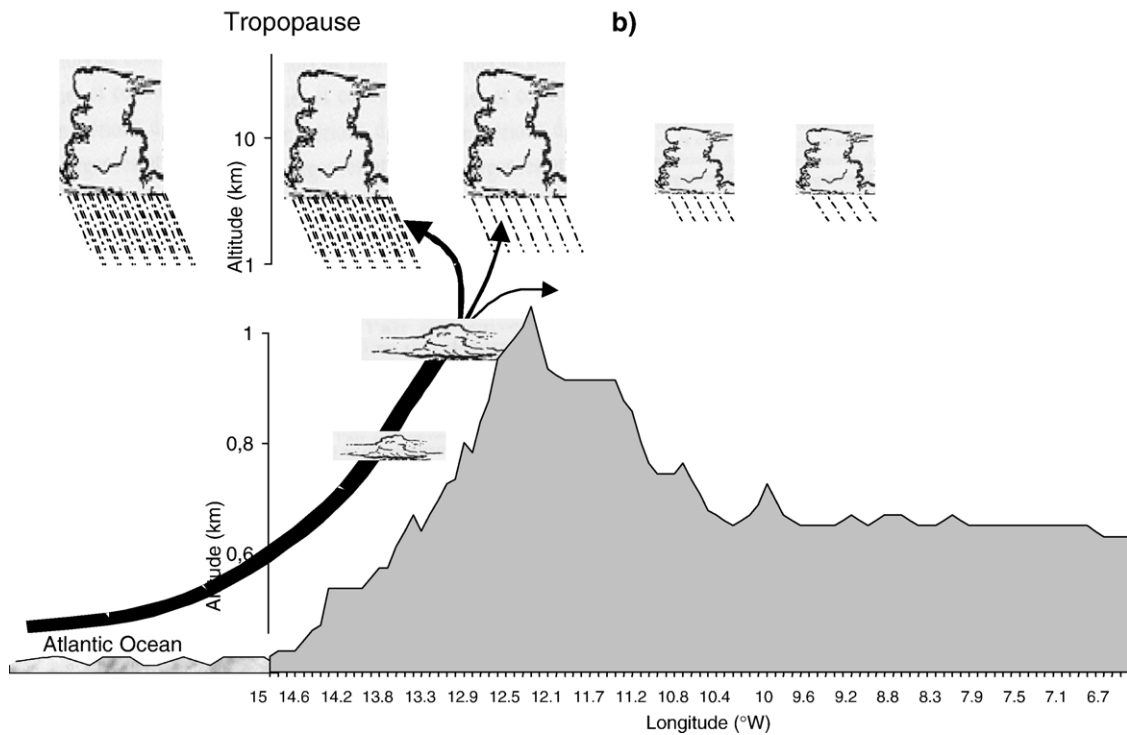 Tropopause
b)
10
Altitude (km)
1
1
0,8
Altitude (km)
0,6
Atlantic Ocean
15 14.6 14.2 13.8 13.3 12.9 12.5 12.1 11.7 11.2 10.8 10.4 10 9.6 9.2 8.8 8.3 7.9 7.5 7.1 6.7
Longitude (°W)